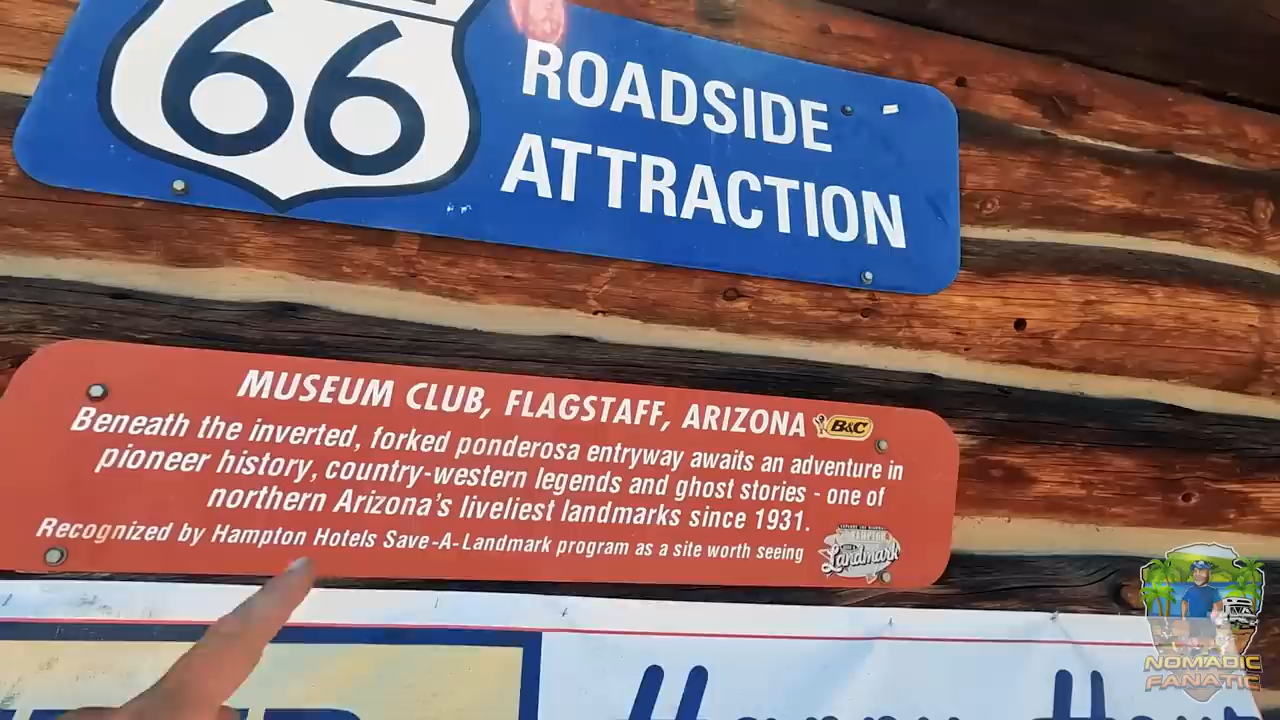 66
ROADSIDE
ATTRACTION
MUSEUM CLUB, FLAGSTAFF, ARIZONA B&C
Beneath the inverted, forked ponderosa entryway awaits an adventure in
pioneer history, country-western legends and ghost stories - one of
northern Arizona's liveliest landmarks since 1931.
Recognized by Hampton Hotels Save-A-Landmark program as a site worth seeing
HAMPTON
Landmark
NOMADIC
FANATIC